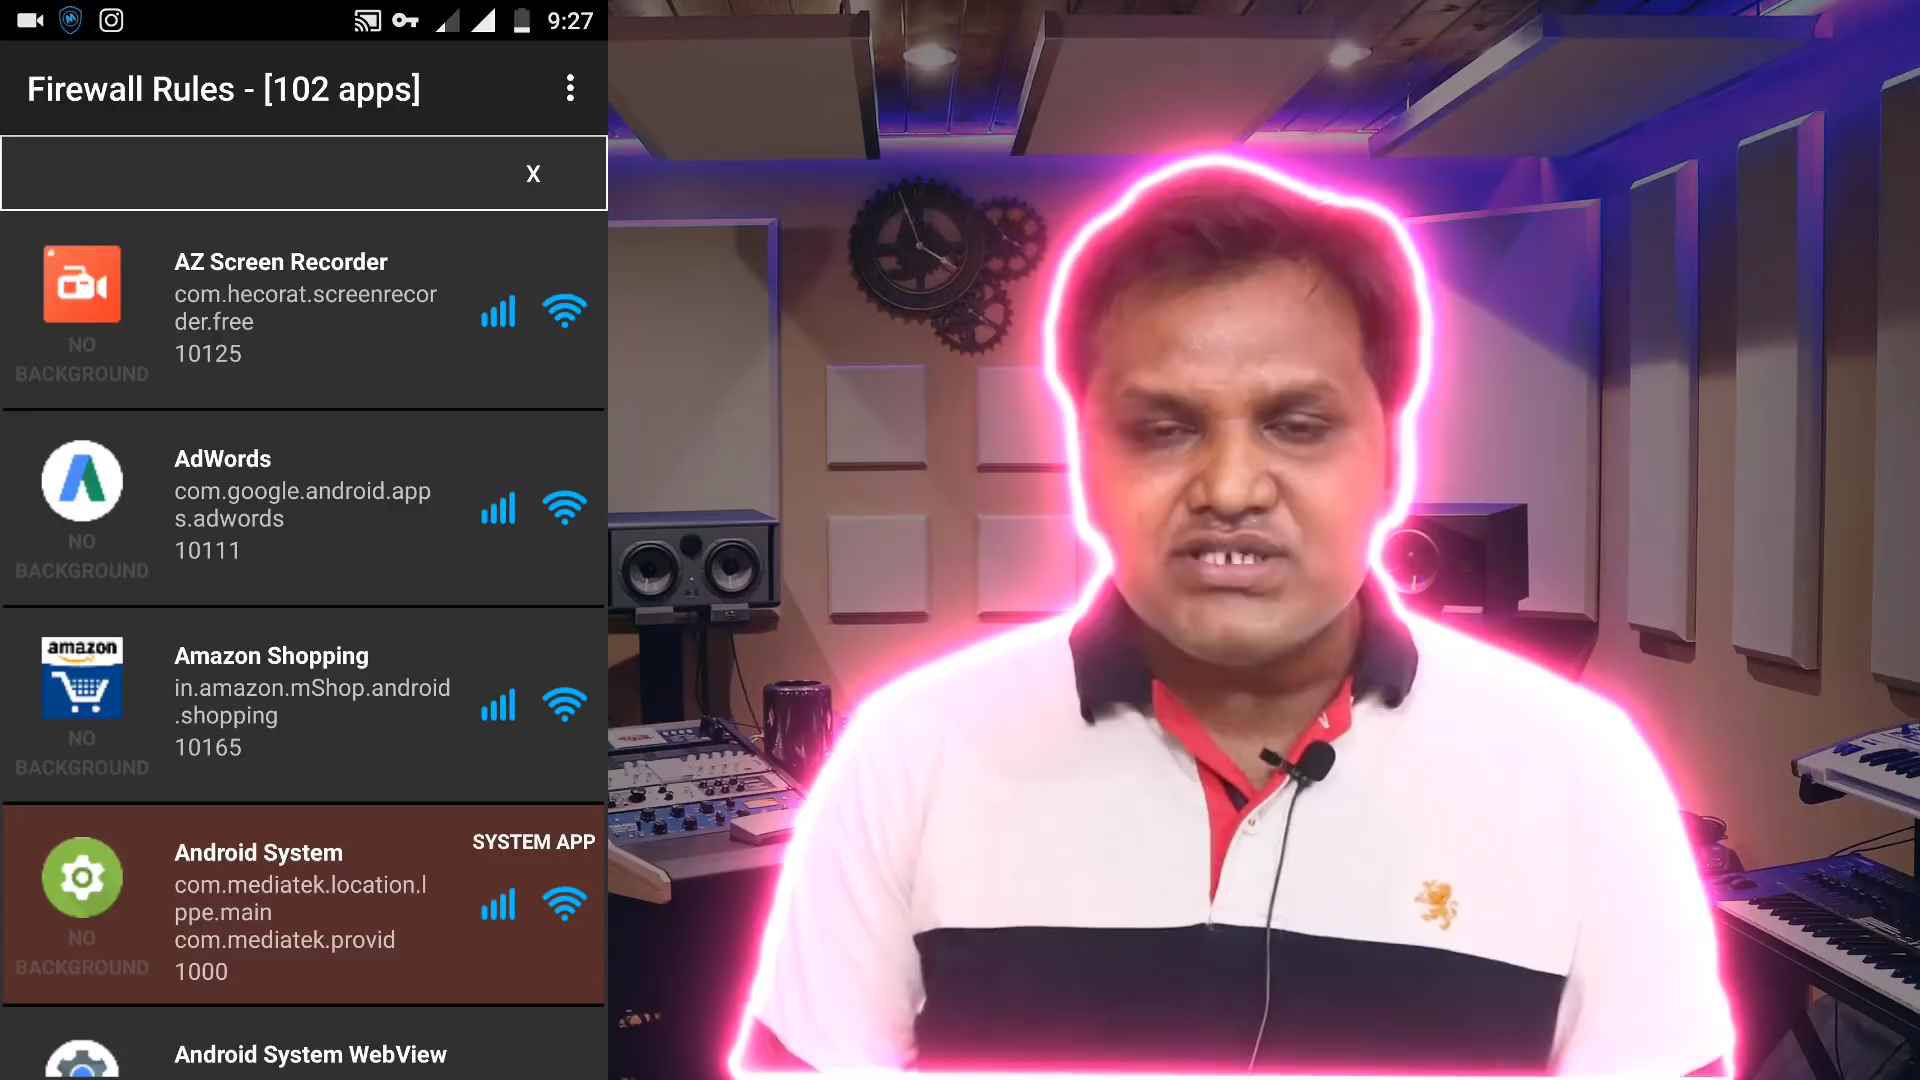 9:27
Firewall Rules - [102 apps]
X
AZ Screen Recorder
com.hecorat.screenrecor
der.free
10125
NO
BACKGROUND
AdWords
com.google.android.app
s.adwords
10111
NO
BACKGROUND
amazon
Amazon Shopping
in.amazon.mShop.android
.shopping
10165
NO
BACKGROUND
SYSTEM APP
Android System
com.mediatek.location.l
ppe.main
com.mediatek.provid
1000
NO
BACKGROUND
Android System WebView